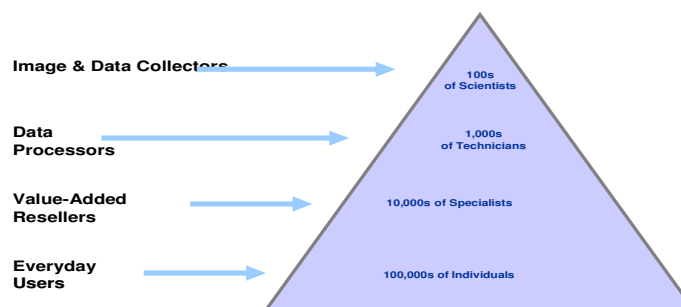 Image & Data Collectors
100s
of Scientists
Data
Processors
1,000s
of Technicians
Value-Added
Resellers
10,000s of Specialists
Everyday
Users
100,000s of Individuals